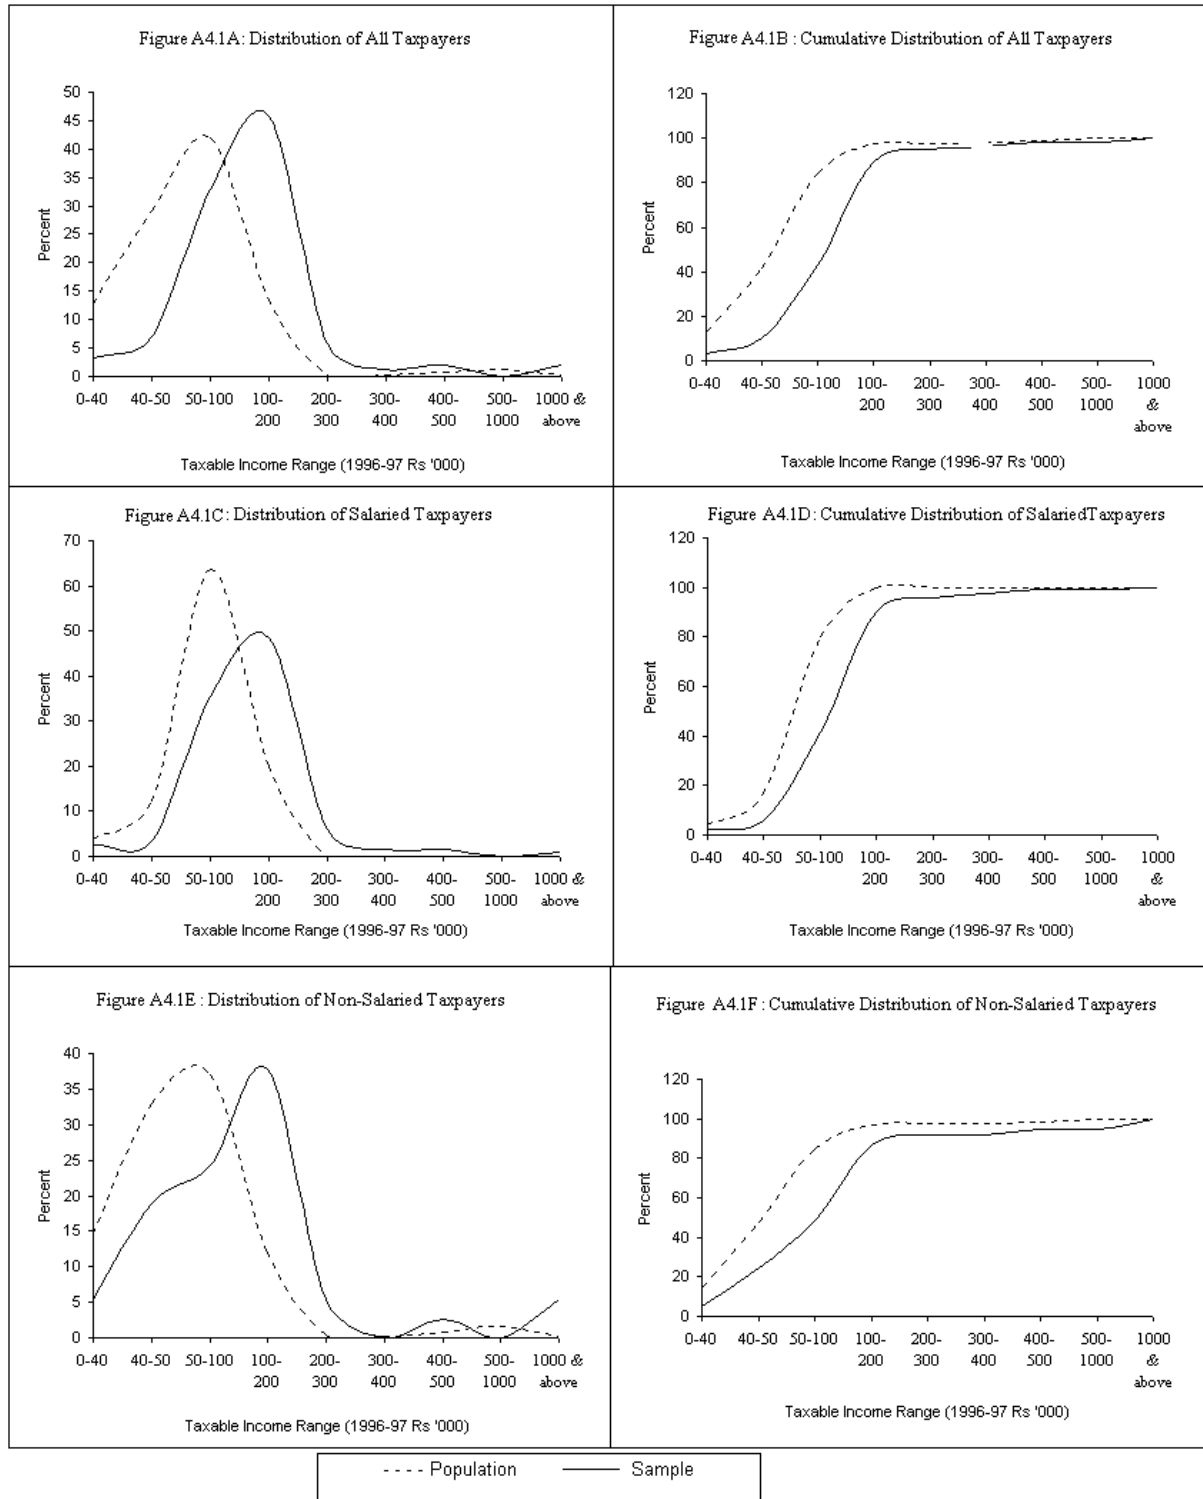 Figure A4.1A: Distribution of All Taxpayers
50
45
40
35
30
25
20
15
10
5
0
Percent
0-40 40-50 50-100 100- 200- 300- 400- 500- 1000 &
200 300 400 500 1000 above
Taxable Income Range (1996-97 Rs '000)
Figure A4.1B : Cumulative Distribution of All Taxpayers
120
100
80
60
40
20
0
Percent
0-40 40-50 50-100 100- 200- 300- 400- 500- 1000
200 300 400 500 1000 &
above
Taxable Income Range (1996-97 Rs '000)
Figure A4.1C : Distribution of Salaried Taxpayers
70
60
50
40
30
20
10
0
Percent
0-40 40-50 50-100 100- 200- 300- 400- 500- 1000 &
200 300 400 500 1000 above
Taxable Income Range (1996-97 Rs '000)
Figure A4.1D : Cumulative Distribution of SalariedTaxpayers
120
100
80
60
40
20
0
Percent
0-40 40-50 50-100 100- 200- 300- 400- 500- 1000
200 300 400 500 1000 &
above
Taxable Income Range (1996-97 Rs '000)
Figure A4.1E : Distribution of Non-Salaried Taxpayers
40
35
30
25
20
15
10
5
0
Percent
0-40 40-50 50-100 100- 200- 300- 400- 500- 1000 &
200 300 400 500 1000 above
Taxable Income Range (1996-97 Rs '000)
Figure A4.1F : Cumulative Distribution of Non-Salaried Taxpayers
120
100
80
60
40
20
0
Percent
0-40 40-50 50-100 100- 200- 300- 400- 500- 1000
200 300 400 500 1000 &
above
Taxable Income Range (1996-97 Rs '000)
Population Sample